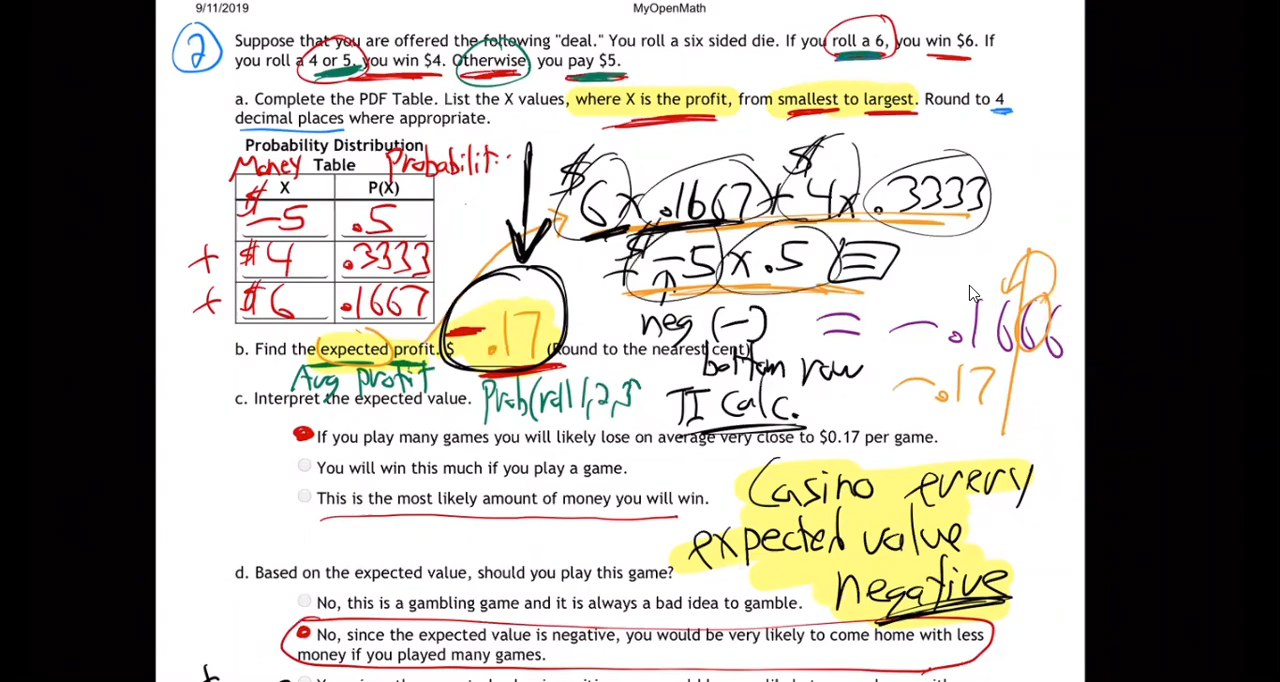 9/11/2019
MyOpenMath
2
Suppose that you are offered the following "deal." You roll a six sided die. If you roll a 6, you win $6. If
you roll a 4 or 5, you win $4. Otherwise, you pay $5.
a. Complete the PDF Table. List the X values, where X is the profit, from smallest to largest. Round to 4
decimal places where appropriate.
Probability Distribution
Table
Money Probabilit
X P(X)
$ -5 .5
+ $4 .3333
+ $6 .1667
$6 x .1667 + $4 x .3333
+ -5 x .5 =
neg (-)
bottom row
TI Calc.
= -.1666
-.17
b. Find the expected profit. $ -.17 (Round to the nearest cent)
Avg profit
Prob(roll 1,2,3
c. Interpret the expected value.
If you play many games you will likely lose on average very close to $0.17 per game.
You will win this much if you play a game.
This is the most likely amount of money you will win.
Casino every
expected value
negative
d. Based on the expected value, should you play this game?
No, this is a gambling game and it is always a bad idea to gamble.
No, since the expected value is negative, you would be very likely to come home with less
money if you played many games.